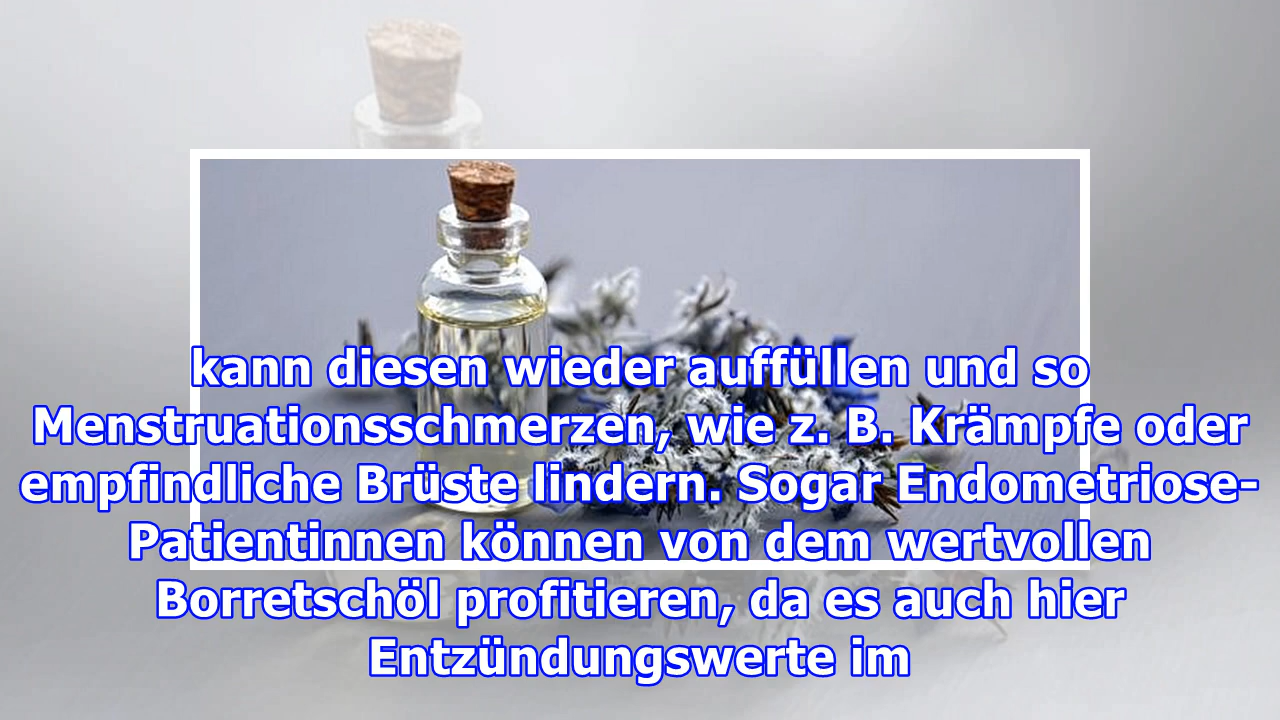 kann diesen wieder auffüllen und so
Menstruationsschmerzen, wie z. B. Krämpfe oder
empfindliche Brüste lindern. Sogar Endometriose-
Patientinnen können von dem wertvollen
Borretschöl profitieren, da es auch hier
Entzündungswerte im